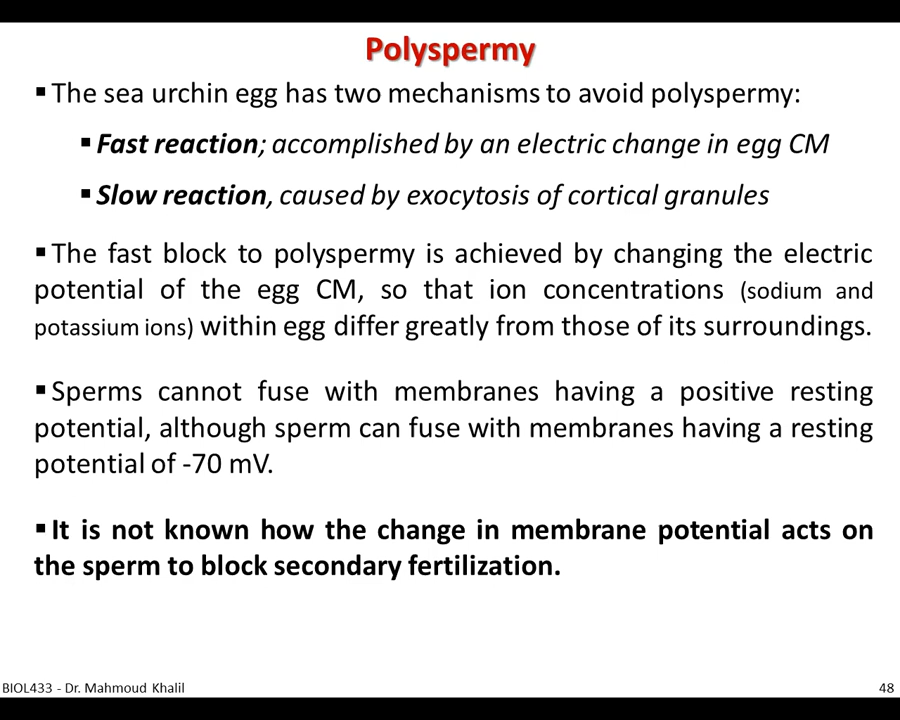 Polyspermy
▪ The sea urchin egg has two mechanisms to avoid polyspermy:
▪ Fast reaction; accomplished by an electric change in egg CM
▪ Slow reaction, caused by exocytosis of cortical granules
▪ The fast block to polyspermy is achieved by changing the electric
potential of the egg CM, so that ion concentrations (sodium and
potassium ions) within egg differ greatly from those of its surroundings.
▪ Sperms cannot fuse with membranes having a positive resting
potential, although sperm can fuse with membranes having a resting
potential of -70 mV.
▪ It is not known how the change in membrane potential acts on
the sperm to block secondary fertilization.
BIOL433 - Dr. Mahmoud Khalil
48